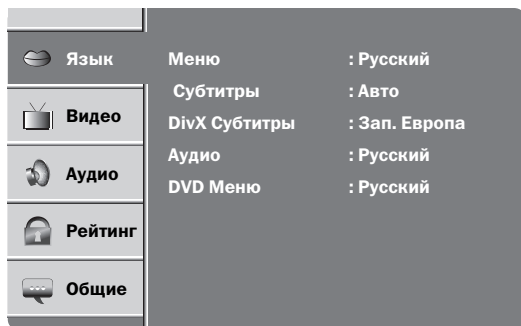 Язык
Видео
Аудио
Рейтинг
Общие
Меню : Русский
Субтитры : Авто
DivX Субтитры : Зап. Европа
Аудио : Русский
DVD Меню : Русский